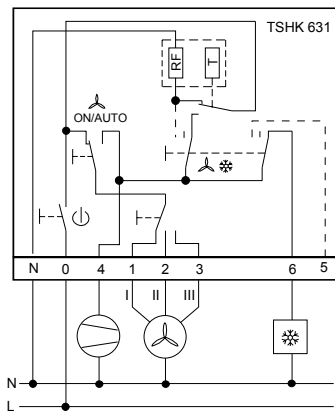 TSHK 631
RF
T
ON/AUTO
N 0 4 1 2 3 6 5
I II III
N
L